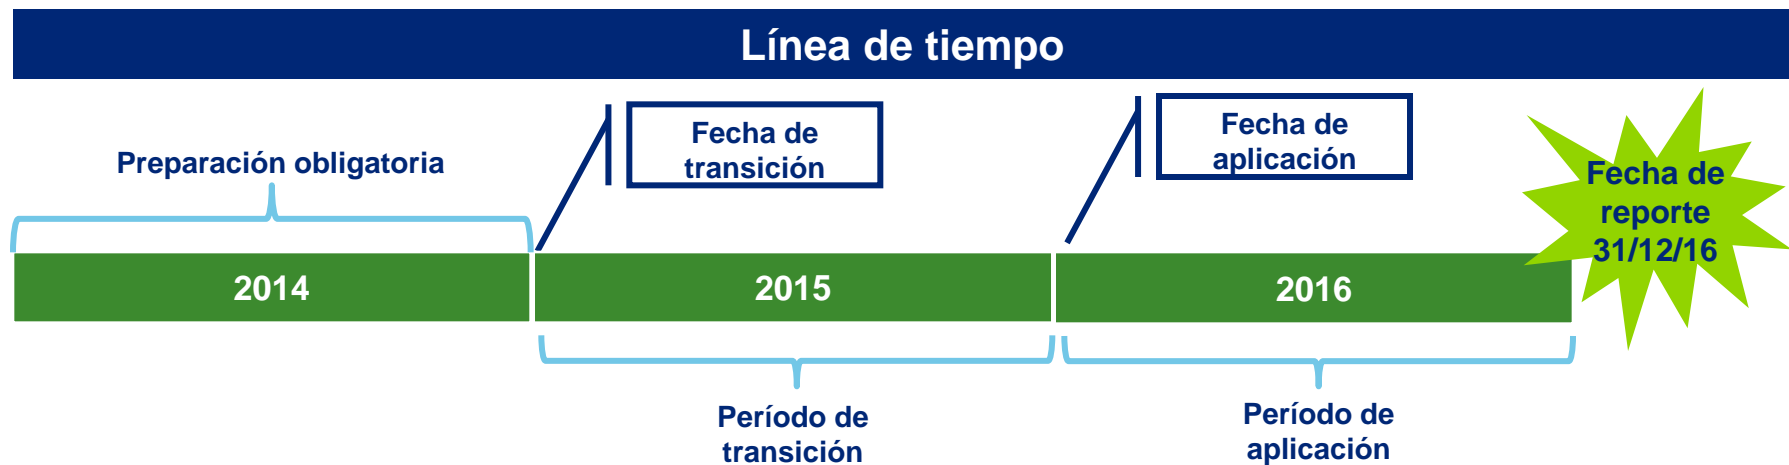 Línea de tiempo
Preparación obligatoria
Fecha de
transición
Fecha de
aplicación
Fecha de
reporte
31/12/16
2014
2015
2016
Período de
transición
Período de
aplicación